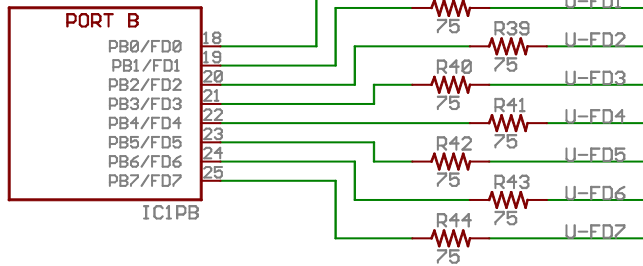 U-FD1
PORT B
75
R39
U-FD2
18
PB0/FD0
19
PB1/FD1
75
R40
U-FD3
20
PB2/FD2
21
PB3/FD3
75
R41
U-FD4
22
PB4/FD4
23
PB5/FD5
75
R42
U-FD5
24
PB6/FD6
25
PB7/FD7
75
R43
U-FD6
IC1PB
75
R44
U-FD7
75